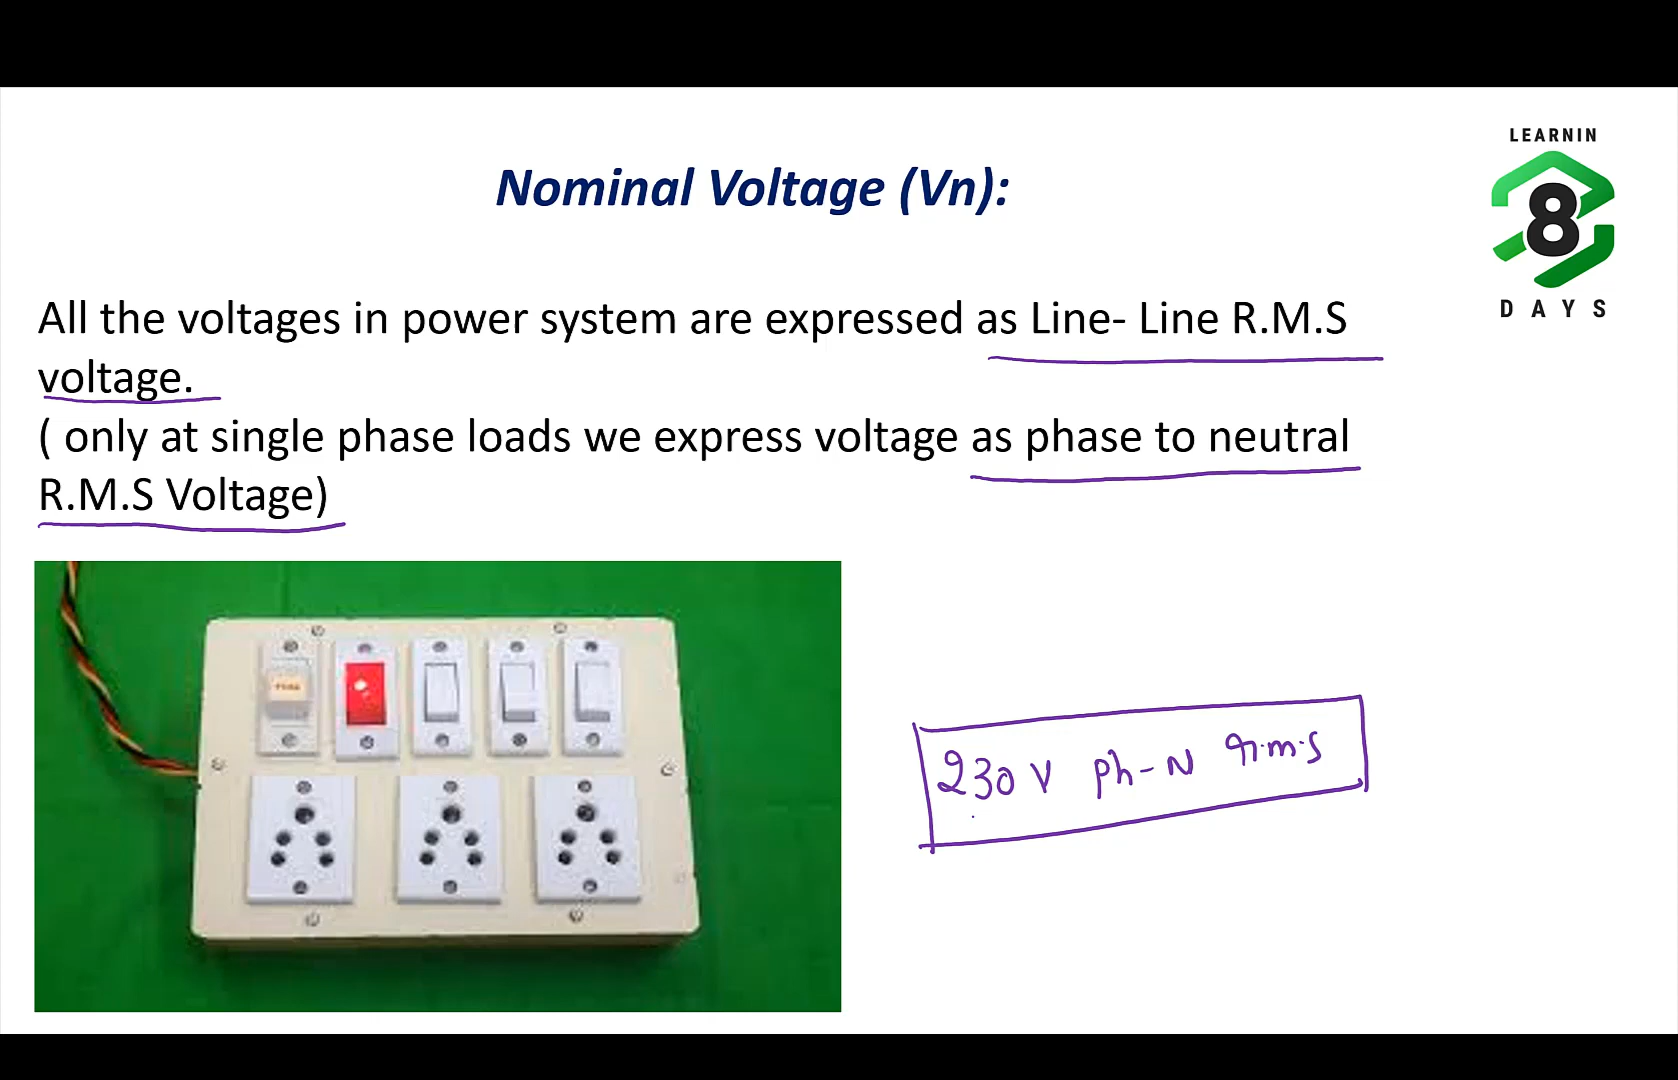 LEARNIN
8
DAYS
Nominal Voltage (Vn):
All the voltages in power system are expressed as Line- Line R.M.S
voltage.
( only at single phase loads we express voltage as phase to neutral
R.M.S Voltage)
230 V ph-N r.m.s